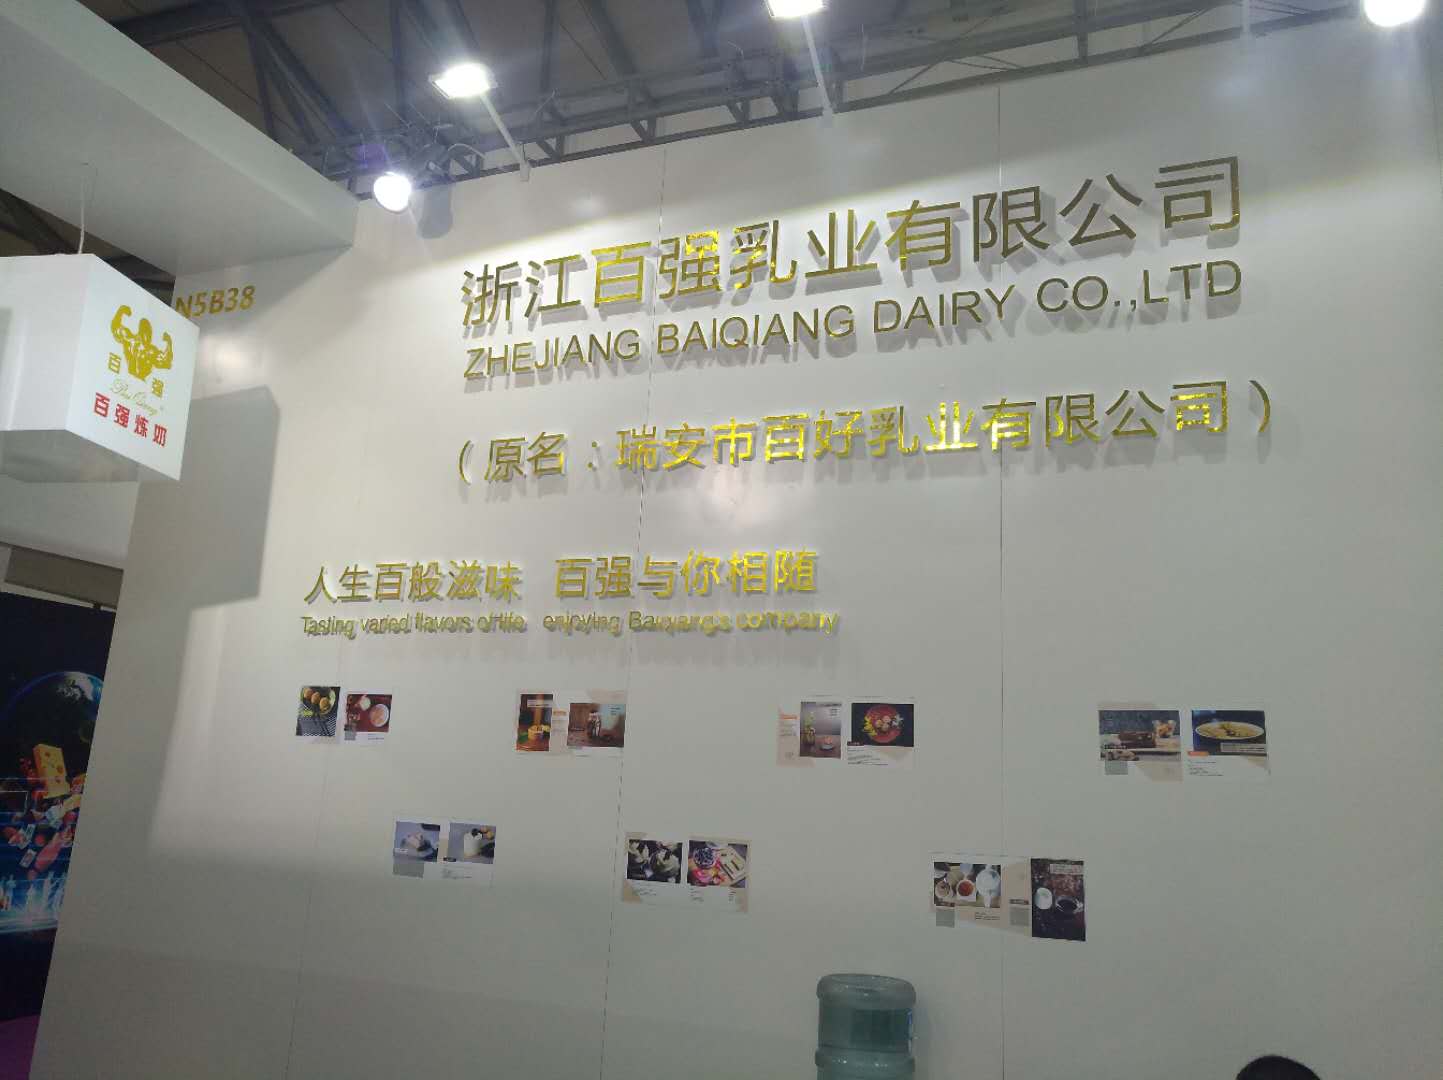 浙江百强乳业有限公司
ZHEJIANG BAIQIANG DAIRY CO.,LTD
（原名：瑞安市百好乳业有限公司）
N5B38
百强
Bai Qiang
百强炼奶
人生百般滋味 百强与你相随
Tasting varied flavors of life enjoying Baiqiang's company